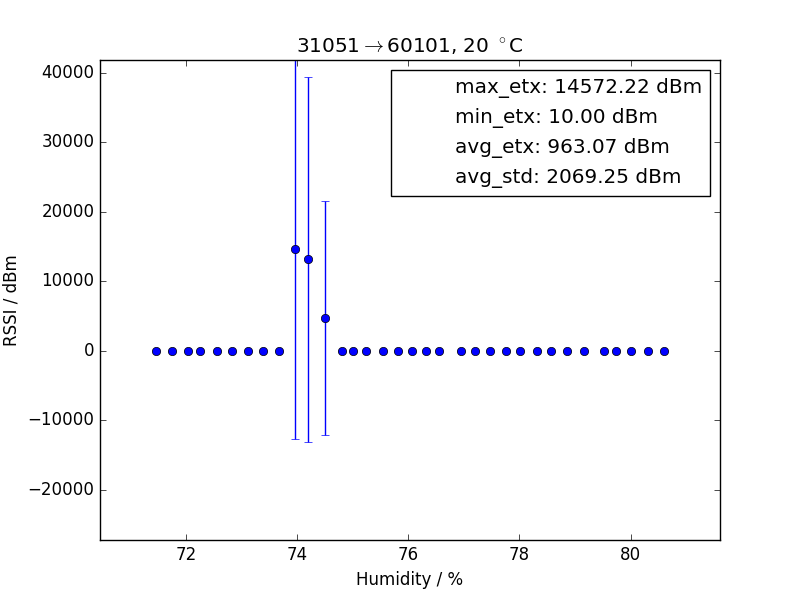 31051→60101, 20 °C
max_etx: 14572.22 dBm
min_etx: 10.00 dBm
avg_etx: 963.07 dBm
avg_std: 2069.25 dBm
RSSI / dBm
40000
30000
20000
10000
0
−10000
−20000
72 74 76 78 80
Humidity / %